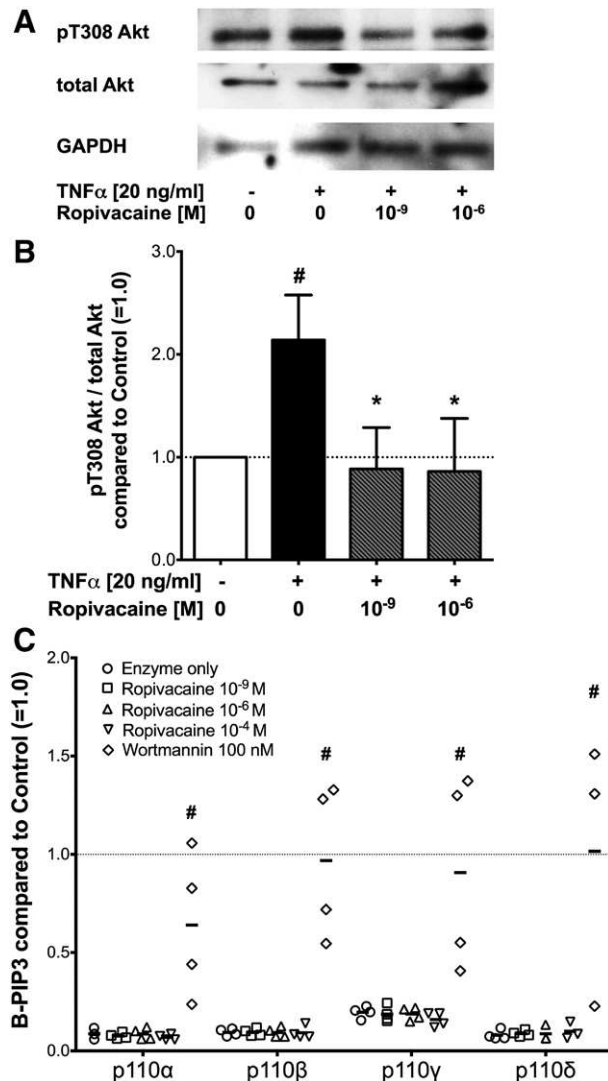 A
pT308 Akt
total Akt
GAPDH
TNFα [20 ng/ml] - + + +
Ropivacaine [M] 0 0 10⁻⁹ 10⁻⁶
B
pT308 Akt / total Akt
compared to Control (=1.0)
3.0
2.0
1.0
0.0
#
*
*
TNFα [20 ng/ml] - + + +
Ropivacaine [M] 0 0 10⁻⁹ 10⁻⁶
C
B-PIP3 compared to Control (=1.0)
2.0
1.5
1.0
0.5
0.0
Enzyme only
Ropivacaine 10⁻⁹ M
Ropivacaine 10⁻⁶ M
Ropivacaine 10⁻⁴ M
Wortmannin 100 nM
#
#
#
#
p110α p110β p110γ p110δ